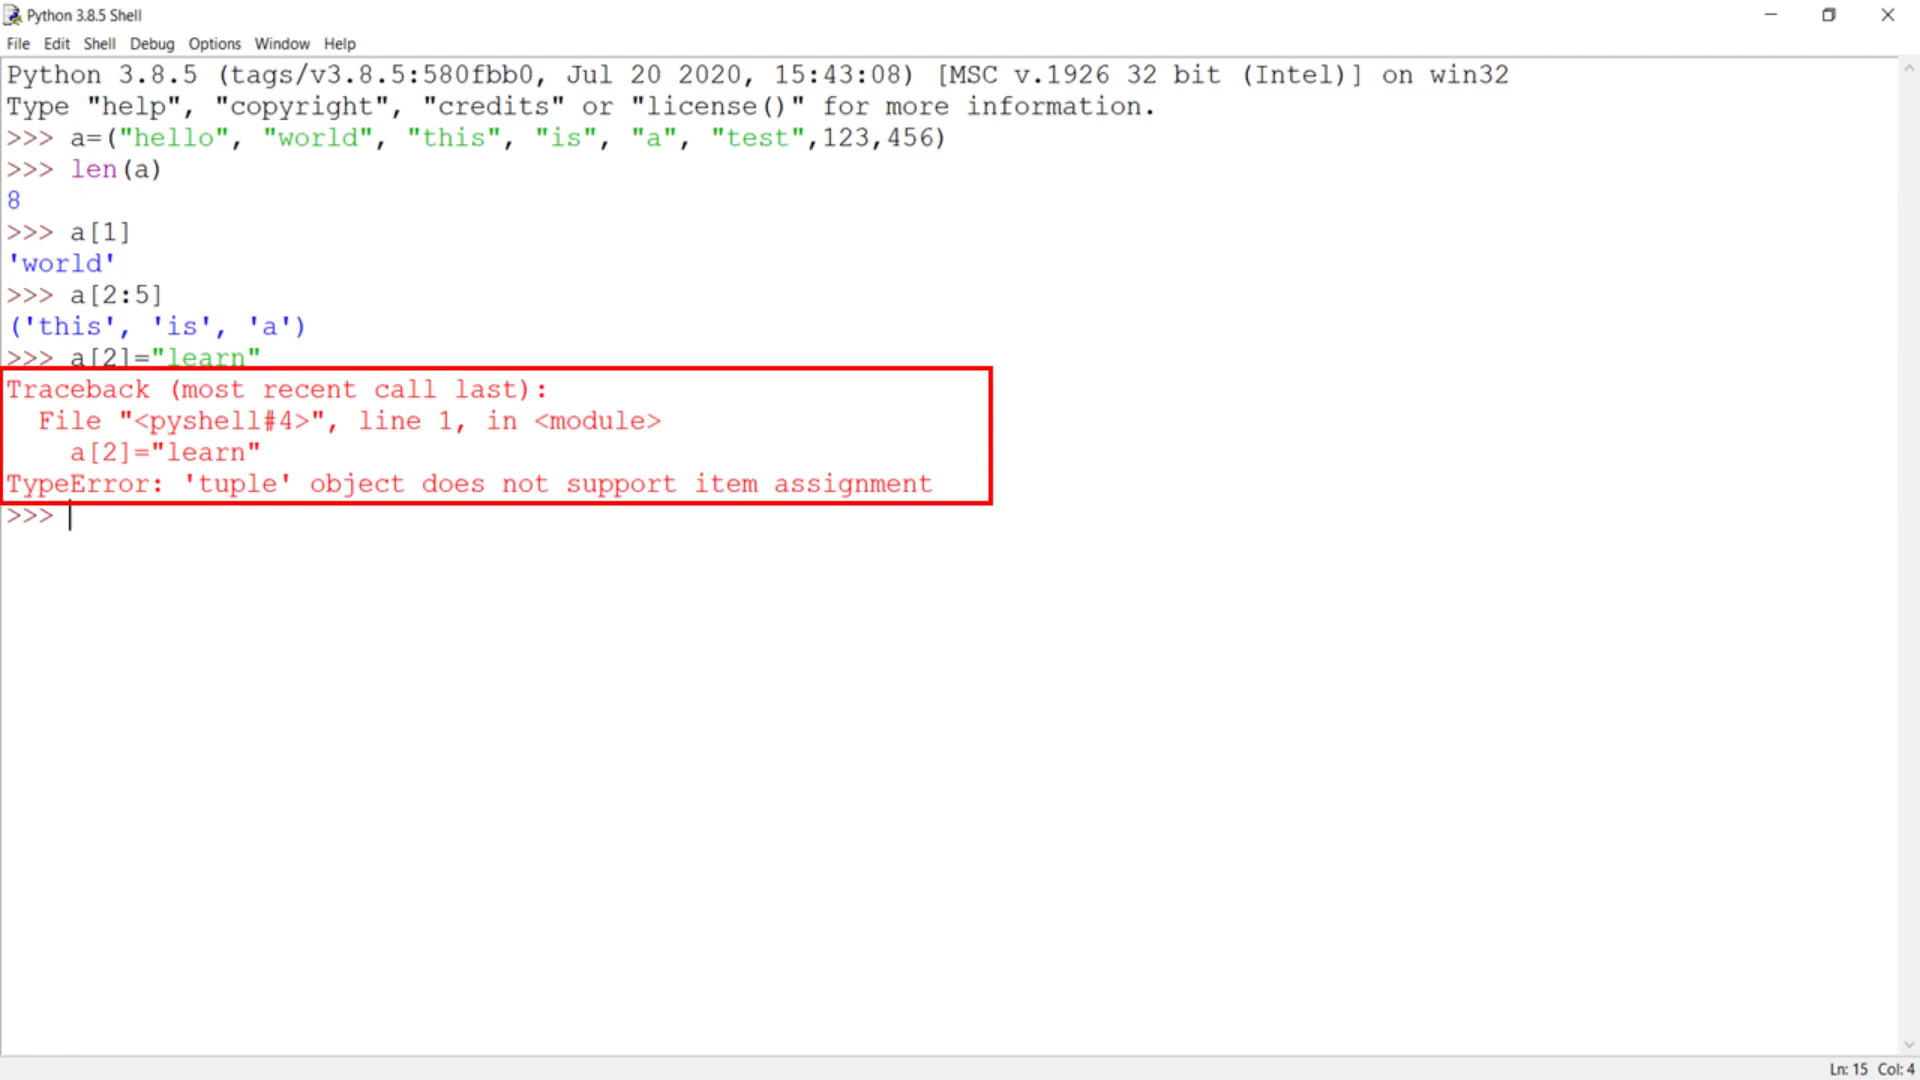 Python 3.8.5 Shell
File Edit Shell Debug Options Window Help
Python 3.8.5 (tags/v3.8.5:580fbb0, Jul 20 2020, 15:43:08) [MSC v.1926 32 bit (Intel)] on win32
Type "help", "copyright", "credits" or "license()" for more information.
>>> a=("hello", "world", "this", "is", "a", "test",123,456)
>>> len(a)
8
>>> a[1]
'world'
>>> a[2:5]
('this', 'is', 'a')
>>> a[2]="learn"
Traceback (most recent call last):
  File "<pyshell#4>", line 1, in <module>
    a[2]="learn"
TypeError: 'tuple' object does not support item assignment
>>>
Ln: 15 Col: 4